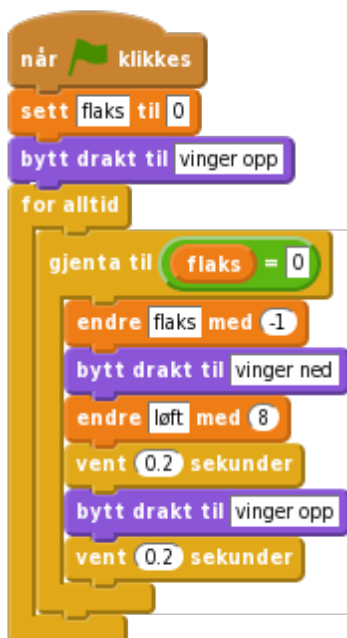 når klikkes
sett flaks til 0
bytt drakt til vinger opp
for alltid
gjenta til flaks = 0
endre flaks med -1
bytt drakt til vinger ned
endre løft med 8
vent 0.2 sekunder
bytt drakt til vinger opp
vent 0.2 sekunder